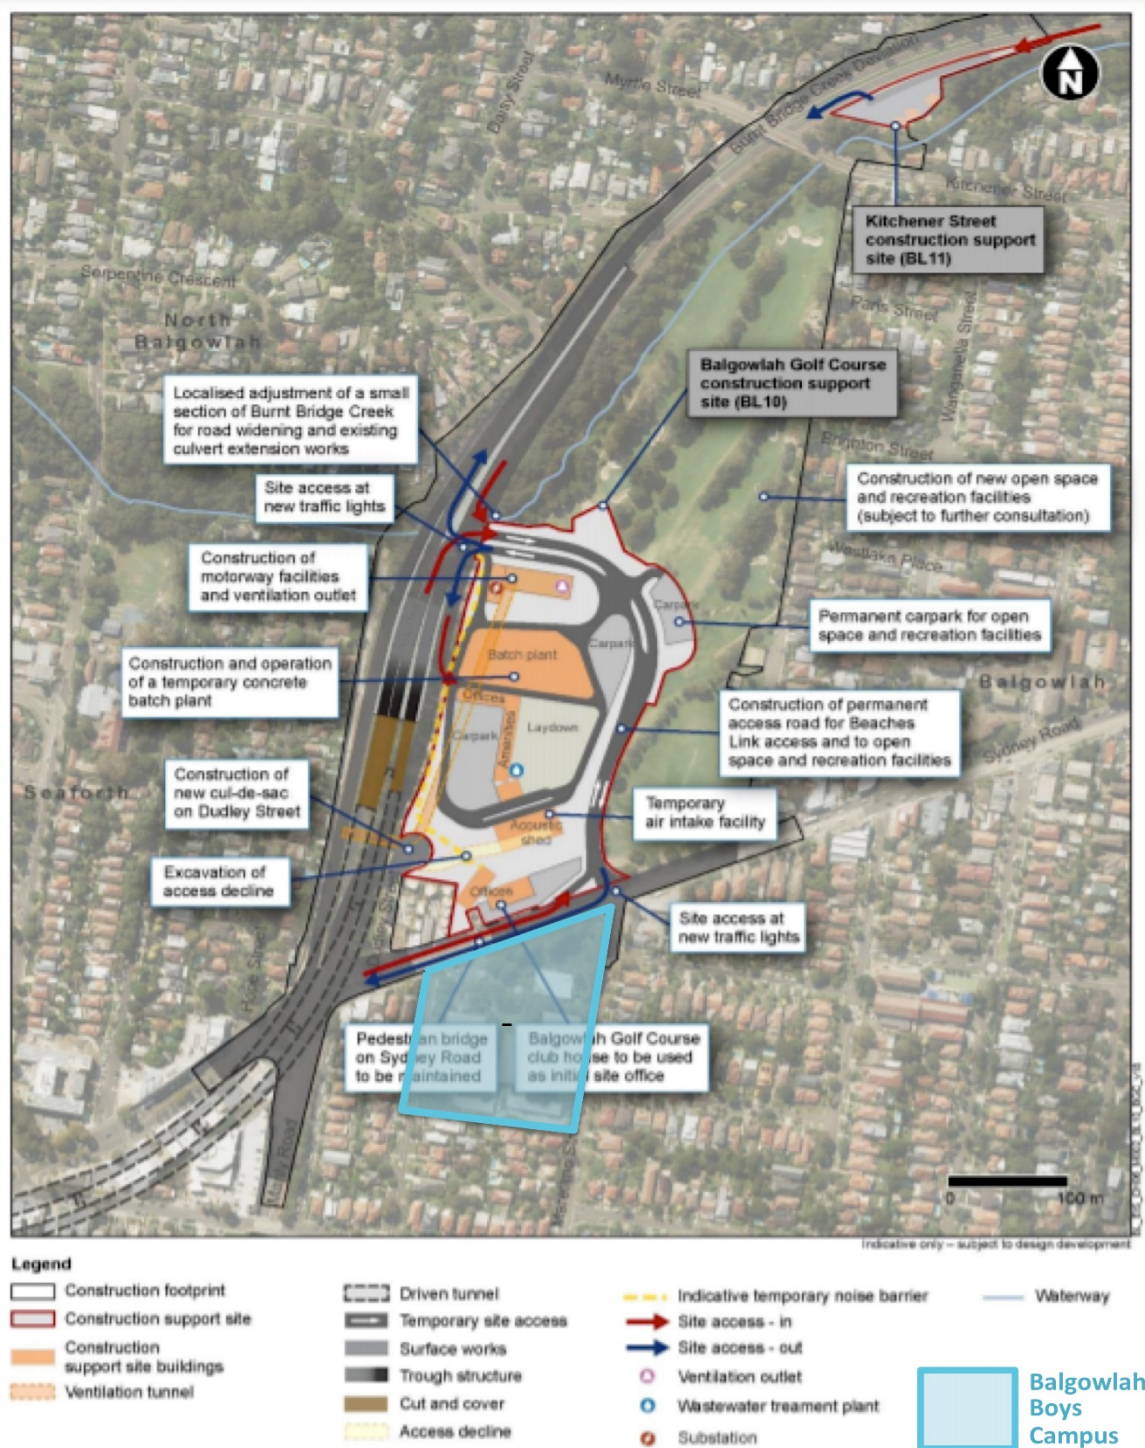 Daisy Street
Myrtle Street
Burnt Bridge Creek Deviation
N
Kitchener Street
Kitchener Street
construction support
site (BL11)
Serpentine Crescent
Paris Street
Wanganella Street
North
Balgowlah
Balgowlah Golf Course
construction support
site (BL10)
Localised adjustment of a small
section of Burnt Bridge Creek
for road widening and existing
culvert extension works
Brighton Street
Site access at
new traffic lights
Construction of new open space
and recreation facilities
(subject to further consultation)
Construction of
motorway facilities
and ventilation outlet
Westlake Place
Carpark
Permanent carpark for open
space and recreation facilities
Carpark
Batch plant
Construction and operation
of a temporary concrete
batch plant
Offices
Balgowlah
Construction of permanent
access road for Beaches
Link access and to open
space and recreation facilities
Sydney Road
Carpark
Amenities
Laydown
Seaforth
Construction of
new cul-de-sac
on Dudley Street
Temporary
air intake facility
Acoustic
shed
Excavation of
access decline
Offices
Site access at
new traffic lights
Pedestrian bridge
on Sydney Road
to be maintained
Balgowlah Golf Course
club house to be used
as initial site office
Road
0 100 m
Indicative only – subject to design development
Legend
Construction footprint
Construction support site
Construction
support site buildings
Ventilation tunnel
Driven tunnel
Temporary site access
Surface works
Trough structure
Cut and cover
Access decline
Indicative temporary noise barrier
Site access - in
Site access - out
Ventilation outlet
Wastewater treament plant
Substation
Waterway
Balgowlah
Boys
Campus